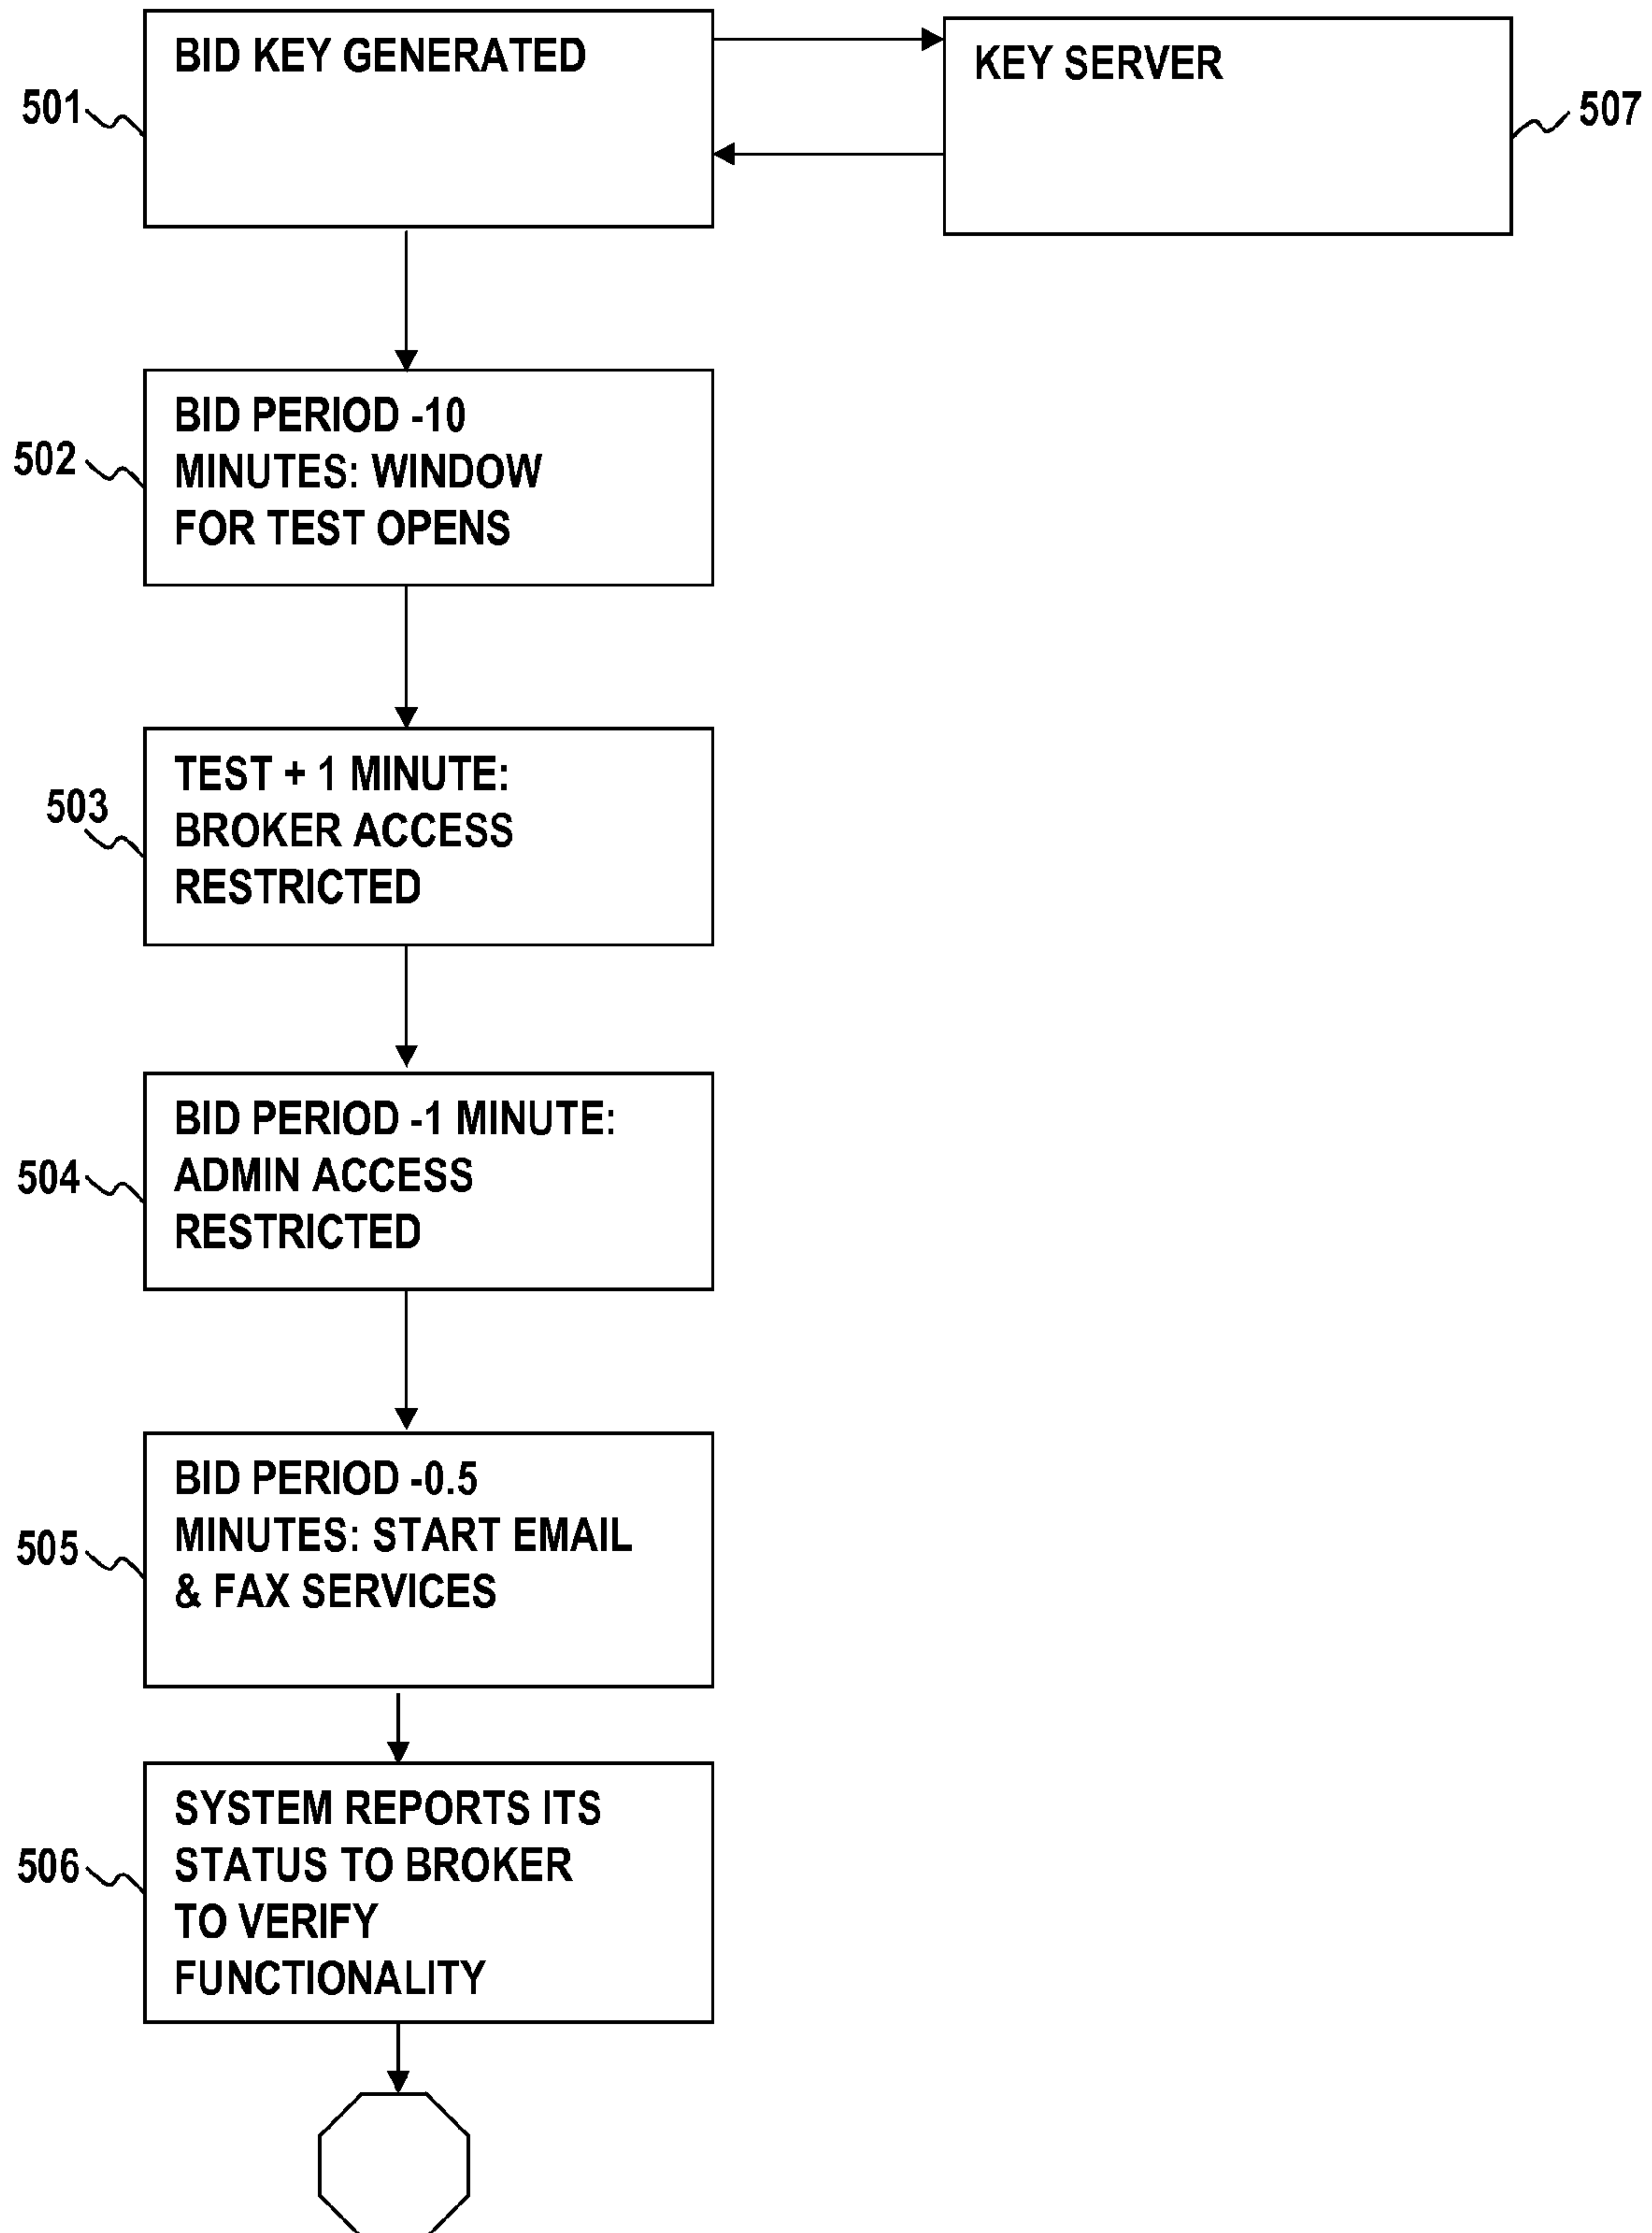 BID KEY GENERATED
501
KEY SERVER
507
BID PERIOD -10
MINUTES: WINDOW
FOR TEST OPENS
502
TEST + 1 MINUTE:
BROKER ACCESS
RESTRICTED
503
BID PERIOD -1 MINUTE:
ADMIN ACCESS
RESTRICTED
504
BID PERIOD -0.5
MINUTES: START EMAIL
& FAX SERVICES
505
SYSTEM REPORTS ITS
STATUS TO BROKER
TO VERIFY
FUNCTIONALITY
506